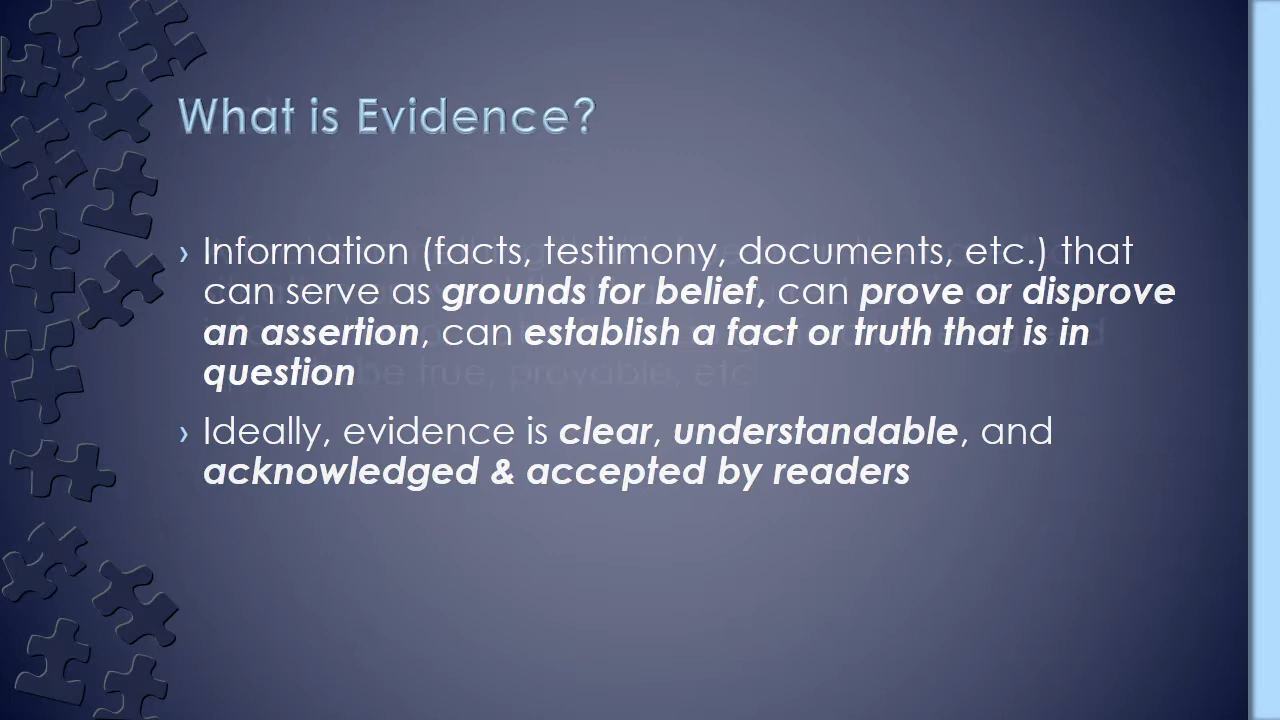 What is Evidence?
› Information (facts, testimony, documents, etc.) that
can serve as grounds for belief, can prove or disprove
an assertion, can establish a fact or truth that is in
question
› Ideally, evidence is clear, understandable, and
acknowledged & accepted by readers